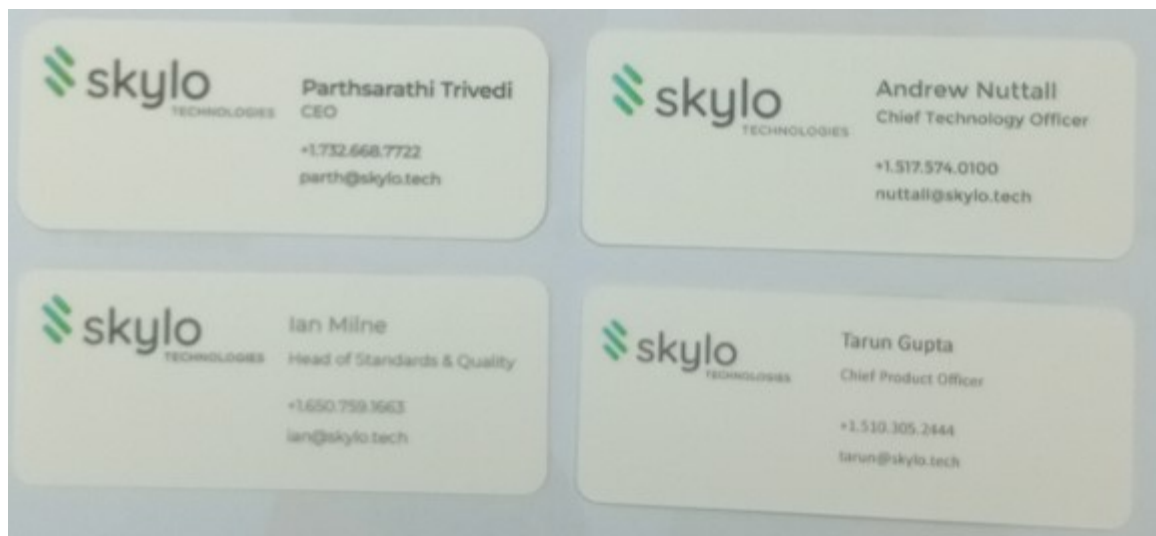 skylo
TECHNOLOGIES
Parthsarathi Trivedi
CEO
+1.732.668.7722
parth@skylo.tech
skylo
TECHNOLOGIES
Andrew Nuttall
Chief Technology Officer
+1.517.574.0100
nuttall@skylo.tech
skylo
TECHNOLOGIES
Ian Milne
Head of Standards & Quality
+1.650.759.1663
ian@skylo.tech
skylo
TECHNOLOGIES
Tarun Gupta
Chief Product Officer
+1.510.305.2444
tarun@skylo.tech